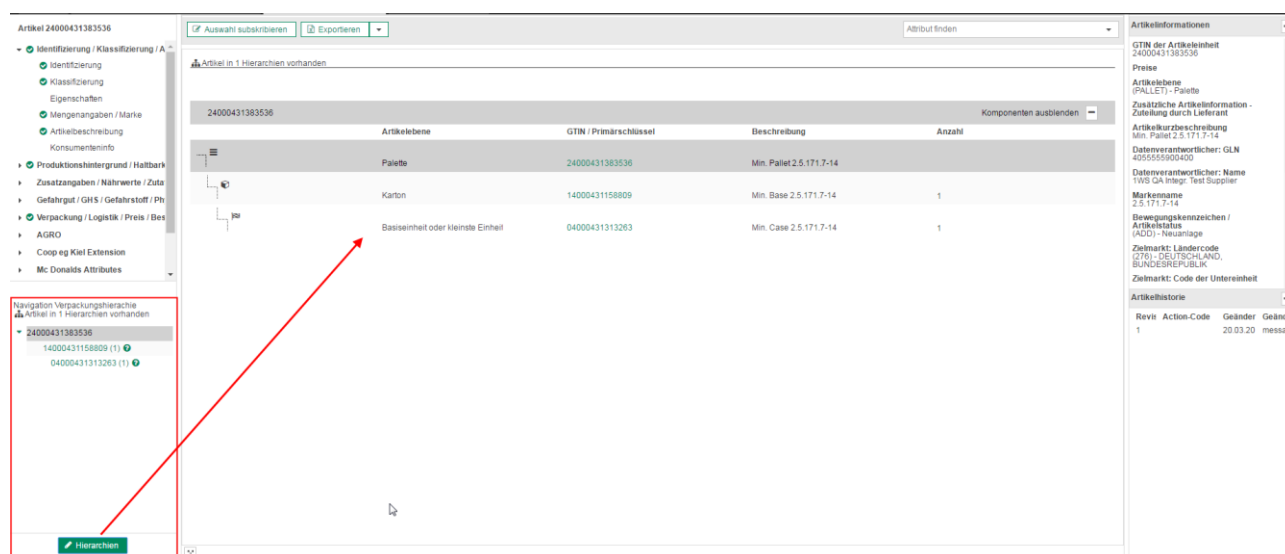 Artikel 24000431383536
Identifizierung / Klassifizierung / A
Identifizierung
Klassifizierung
Eigenschaften
Mengenangaben / Marke
Artikelbeschreibung
Konsumenteninfo
Produktionshintergrund / Haltbark
Zusatzangaben / Nährwerte / Zuta
Gefahrgut / GHS / Gefahrstoff / Ph
Verpackung / Logistik / Preis / Bes
AGRO
Coop eg Kiel Extension
Mc Donalds Attributes
Navigation Verpackungshierachie
Artikel in 1 Hierarchien vorhanden
24000431383536
14000431158809 (1)
04000431313263 (1)
Hierarchien
Auswahl subskribieren
Exportieren
Attribut finden
Artikel in 1 Hierarchien vorhanden
24000431383536 Komponenten ausblenden
Artikelebene GTIN / Primärschlüssel Beschreibung Anzahl
Palette 24000431383536 Min. Pallet 2.5.171.7-14
Karton 14000431158809 Min. Base 2.5.171.7-14 1
Basiseinheit oder kleinste Einheit 04000431313263 Min. Case 2.5.171.7-14 1
Artikelinformationen
GTIN der Artikeleinheit
24000431383536
Preise
Artikelebene
(PALLET) - Palette
Zusätzliche Artikelinformation -
Zuteilung durch Lieferant
Artikelkurzbeschreibung
Min. Pallet 2.5.171.7-14
Datenverantwortlicher: GLN
4055555900400
Datenverantwortlicher: Name
1WS QA Integr. Test Supplier
Markenname
2.5.171.7-14
Bewegungskennzeichen /
Artikelstatus
(ADD) - Neuanlage
Zielmarkt: Ländercode
(276) - DEUTSCHLAND,
BUNDESREPUBLIK
Zielmarkt: Code der Untereinheit
Artikelhistorie
Revis Action-Code Geänder Geänd
1 20.03.20 messa